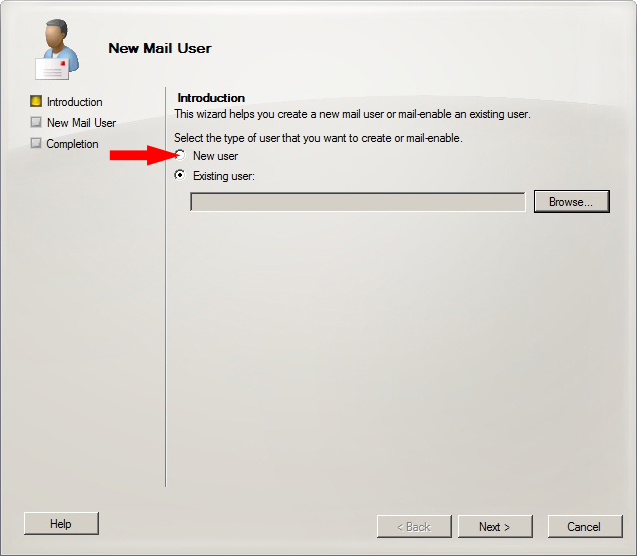 New Mail User
Introduction
New Mail User
Completion
Introduction
This wizard helps you create a new mail user or mail-enable an existing user.
Select the type of user that you want to create or mail-enable.
New user
Existing user:
Browse...
Help
< Back
Next >
Cancel